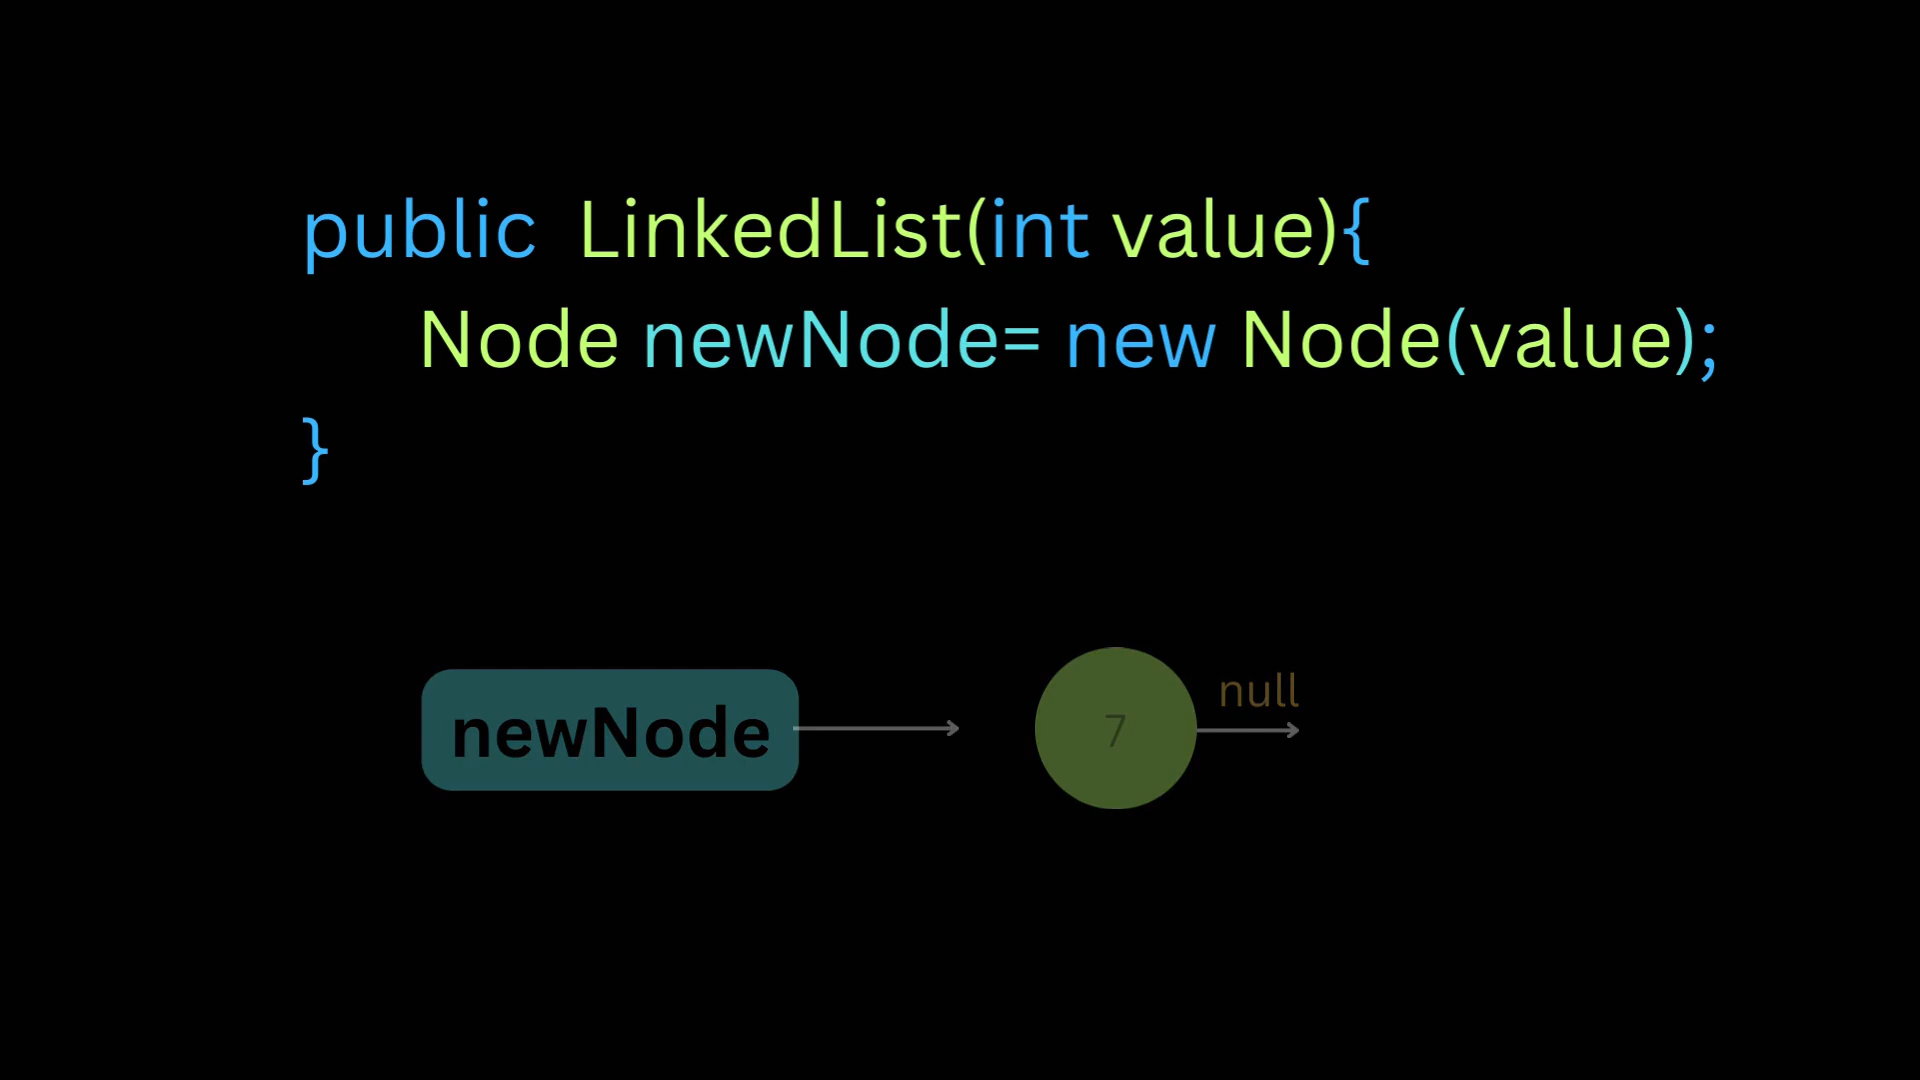 public LinkedList(int value){
Node newNode= new Node(value);
}
newNode
7
null